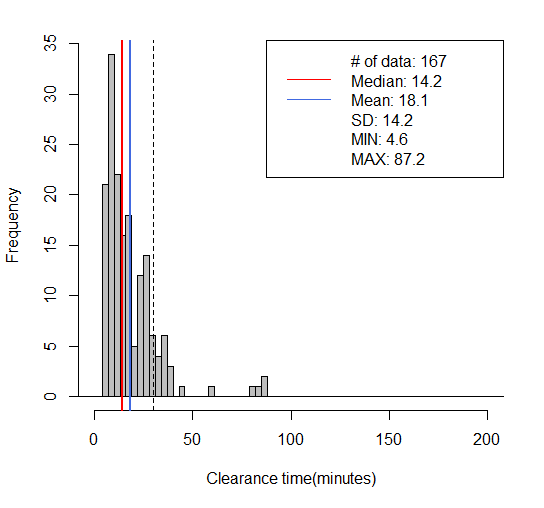 # of data: 167
Median: 14.2
Mean: 18.1
SD: 14.2
MIN: 4.6
MAX: 87.2
Frequency
35
30
25
20
15
10
5
0
0 50 100 150 200
Clearance time(minutes)